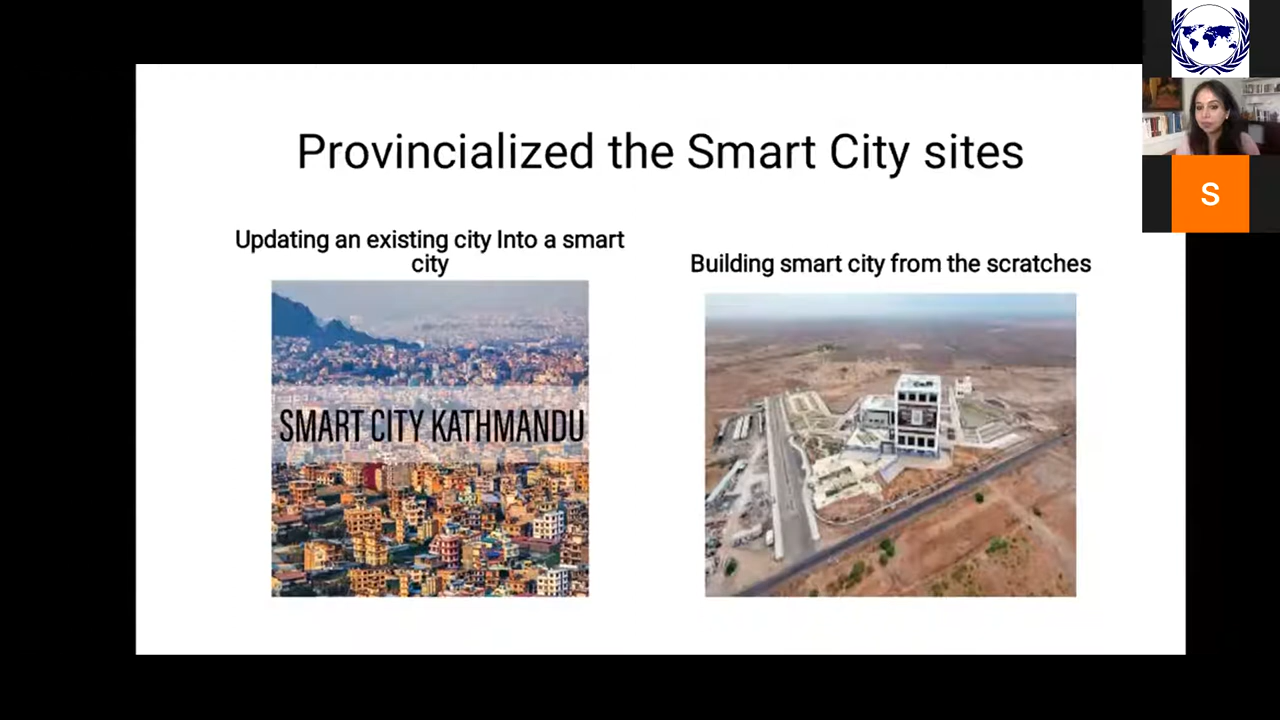 Provincialized the Smart City sites
Updating an existing city Into a smart
city
Building smart city from the scratches
SMART CITY KATHMANDU
S